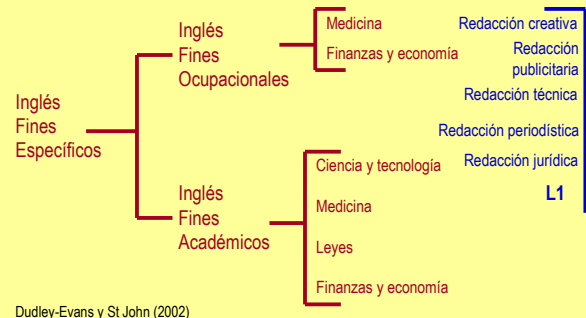 Inglés
Fines
Específicos
Inglés
Fines
Ocupacionales
Medicina
Finanzas y economía
Inglés
Fines
Académicos
Ciencia y tecnología
Medicina
Leyes
Finanzas y economía
Redacción creativa
Redacción
publicitaria
Redacción técnica
Redacción periodística
Redacción jurídica
L1
Dudley-Evans y St John (2002)